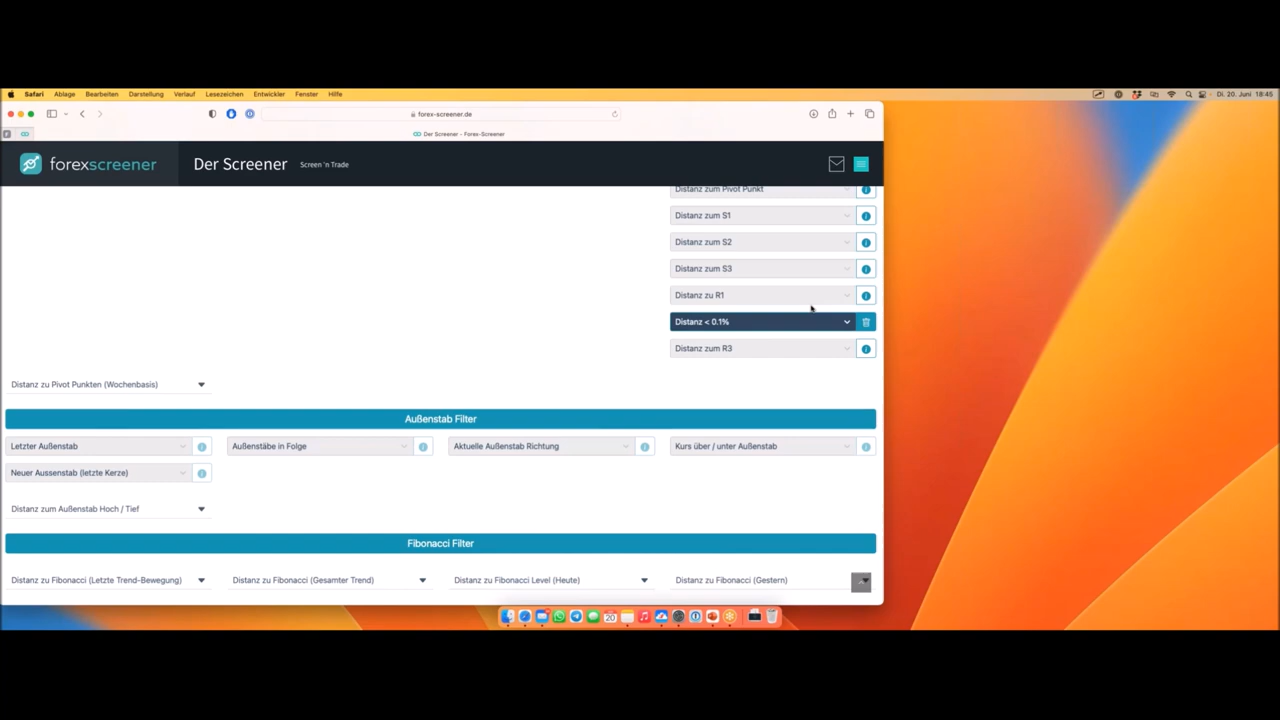 Safari Ablage Bearbeiten Darstellung Verlauf Lesezeichen Entwickler Fenster Hilfe Di. 20. Juni 18:45
forex-screener.de
Der Screener - Forex-Screener
forexscreener Der Screener Screen 'n Trade
Distanz zum Pivot Punkt
Distanz zum S1
Distanz zum S2
Distanz zum S3
Distanz zu R1
Distanz < 0.1%
Distanz zum R3
Distanz zu Pivot Punkten (Wochenbasis)
Außenstab Filter
Letzter Außenstab Außenstäbe in Folge Aktuelle Außenstab Richtung Kurs über / unter Außenstab
Neuer Aussenstab (letzte Kerze)
Distanz zum Außenstab Hoch / Tief
Fibonacci Filter
Distanz zu Fibonacci (Letzte Trend-Bewegung) Distanz zu Fibonacci (Gesamter Trend) Distanz zu Fibonacci Level (Heute) Distanz zu Fibonacci (Gestern)
20